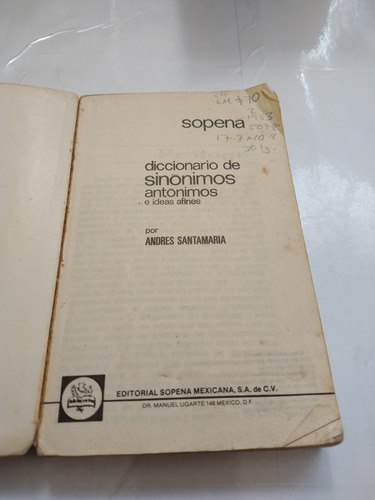 sopena
diccionario de
sinonimos
antonimos
e ideas afines
por
ANDRES SANTAMARIA
EDITORIAL SOPENA MEXICANA, S.A. de C.V.
DR. MANUEL UGARTE 148 MEXICO, D.F.